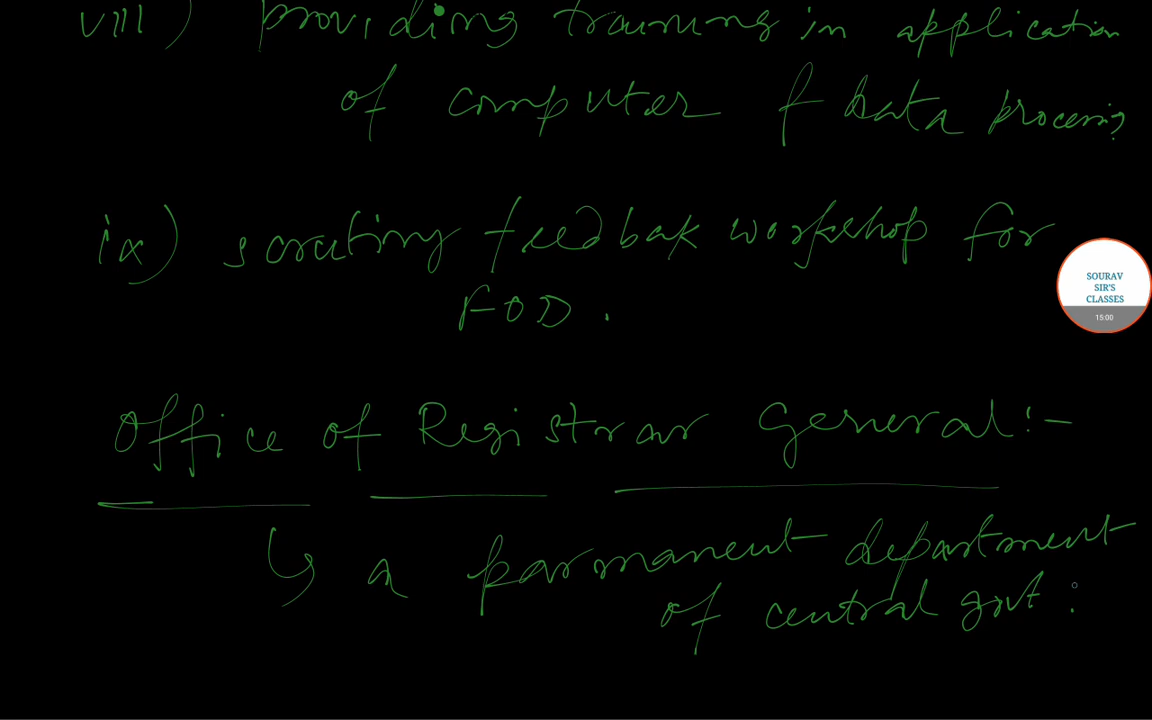 viii) providing training in application
of computer & data processing
ix) scruting feedbak workshop for
FOD.
SOURAV
SIR'S
CLASSES
15:00
Office of Registrar General:-
↳ a parmanent department
of central govt: